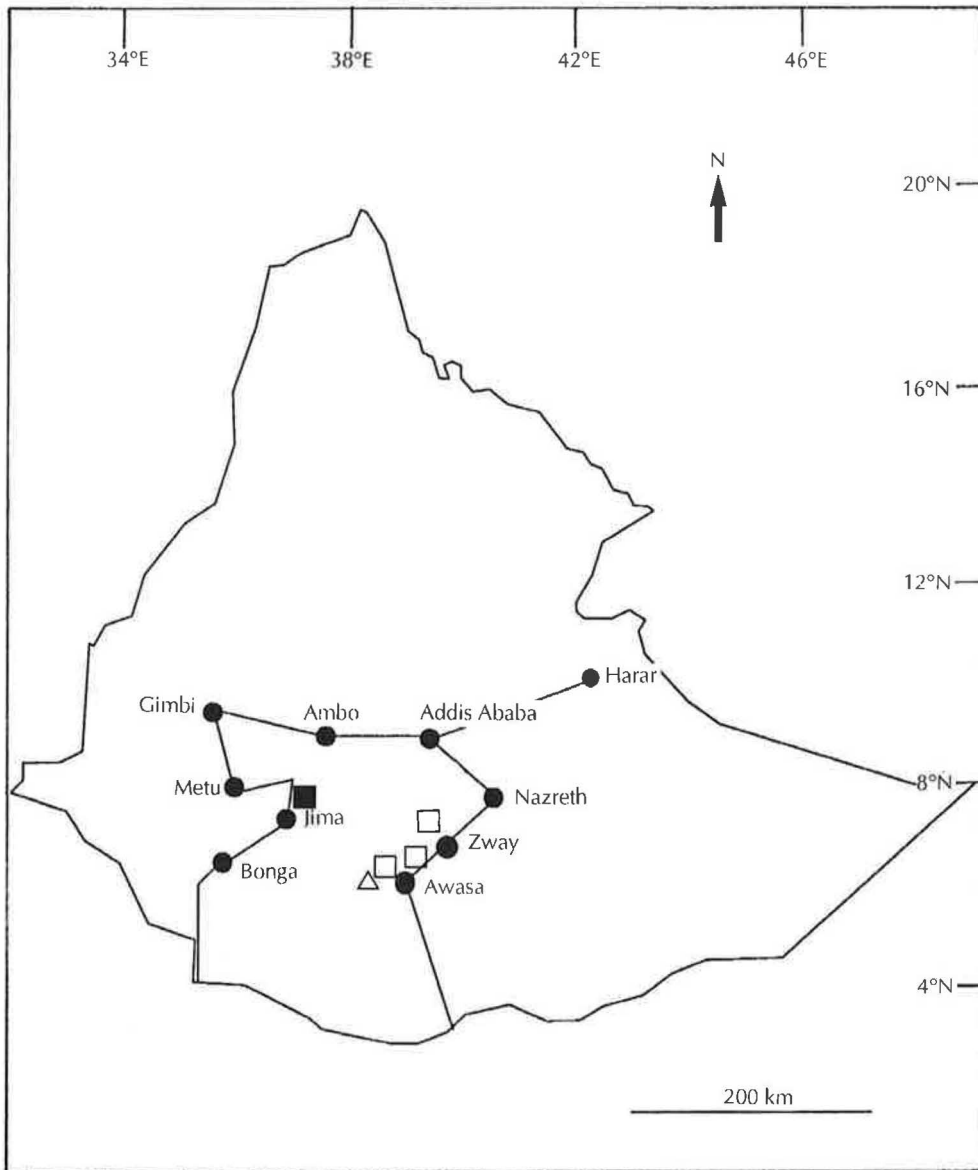 34°E 38°E 42°E 46°E
N
20°N
16°N
12°N
Harar
Gimbi
Ambo
Addis Ababa
8°N
Metu
Nazreth
Jima
Zway
Bonga
Awasa
4°N
200 km